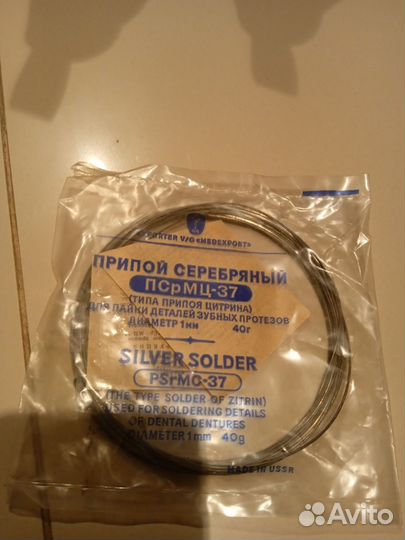 EXPORTER V/O «MEDEXPORT»
ПРИПОЙ СЕРЕБРЯНЫЙ
ПСрМЦ-37
(ТИПА ПРИПОЯ ЦИТРИНА)
ДЛЯ ПАЙКИ ДЕТАЛЕЙ ЗУБНЫХ ПРОТЕЗОВ
ДИАМЕТР 1мм 40г
SILVER SOLDER
PSrMC-37
(THE TYPE SOLDER OF ZITRIN)
USED FOR SOLDERING DETAILS
OF DENTAL DENTURES
DIAMETER 1mm 40g
MADE IN USSR
Avito